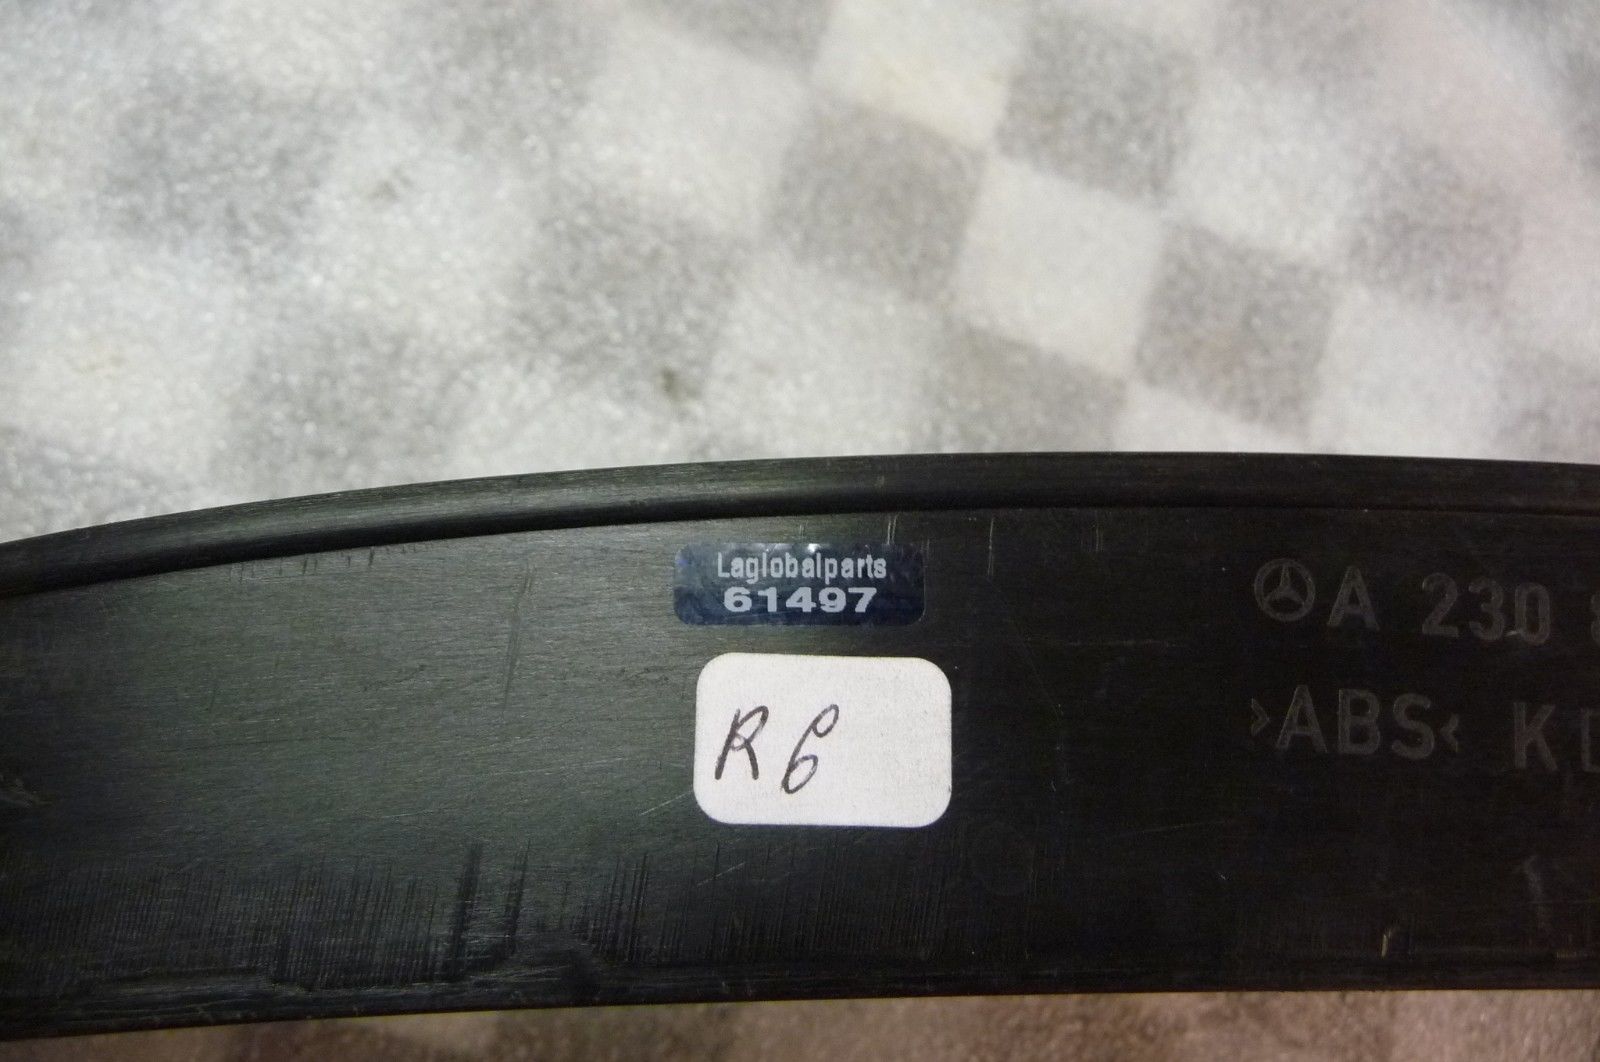 Laglobalparts
61497
A 230
>ABS< K
R6